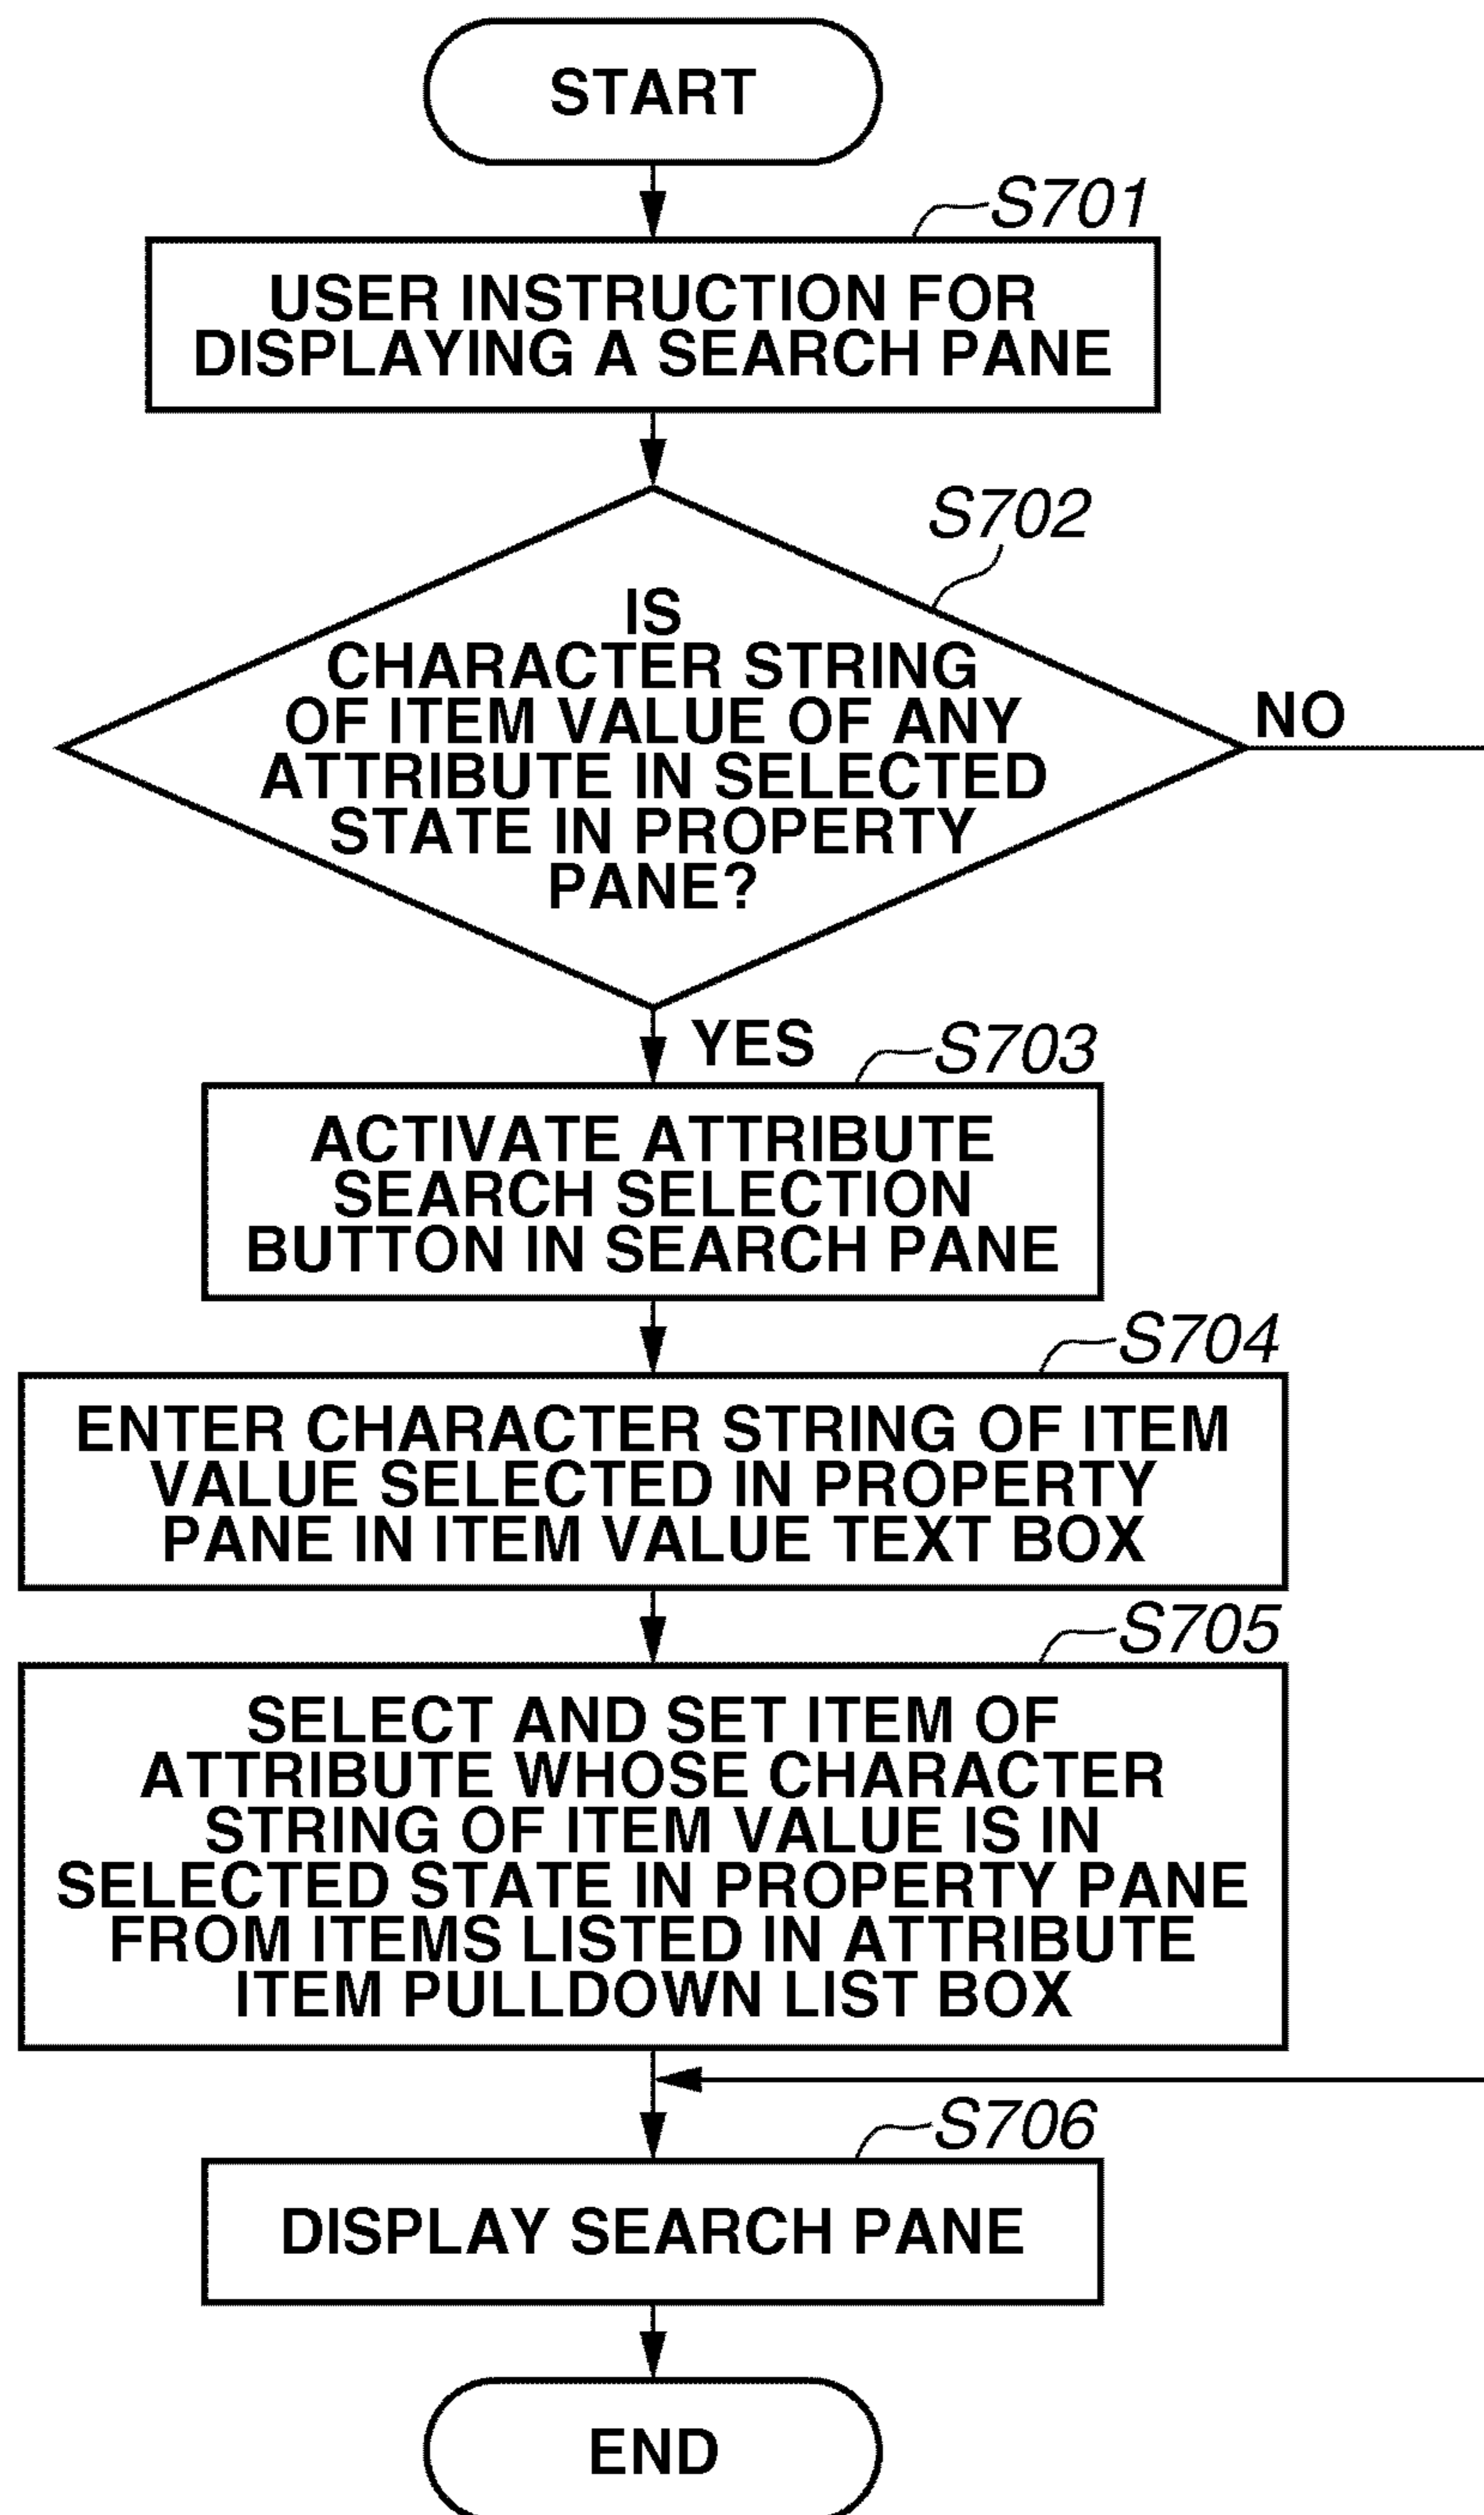 START
S701
USER INSTRUCTION FOR
DISPLAYING A SEARCH PANE
S702
IS
CHARACTER STRING
OF ITEM VALUE OF ANY
ATTRIBUTE IN SELECTED
STATE IN PROPERTY
PANE?
NO
YES
S703
ACTIVATE ATTRIBUTE
SEARCH SELECTION
BUTTON IN SEARCH PANE
S704
ENTER CHARACTER STRING OF ITEM
VALUE SELECTED IN PROPERTY
PANE IN ITEM VALUE TEXT BOX
S705
SELECT AND SET ITEM OF
ATTRIBUTE WHOSE CHARACTER
STRING OF ITEM VALUE IS IN
SELECTED STATE IN PROPERTY PANE
FROM ITEMS LISTED IN ATTRIBUTE
ITEM PULLDOWN LIST BOX
S706
DISPLAY SEARCH PANE
END